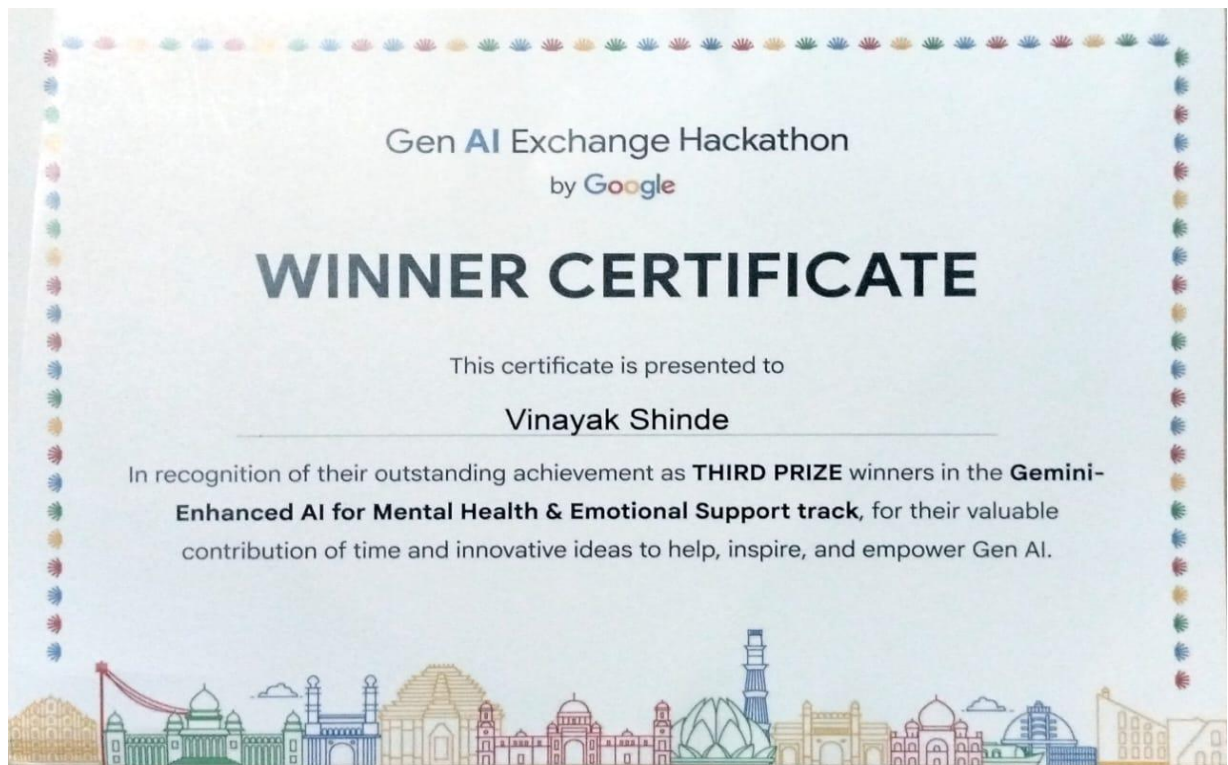 Gen AI Exchange Hackathon
by Google
WINNER CERTIFICATE
This certificate is presented to
Vinayak Shinde
In recognition of their outstanding achievement as THIRD PRIZE winners in the Gemini-
Enhanced AI for Mental Health & Emotional Support track, for their valuable
contribution of time and innovative ideas to help, inspire, and empower Gen AI.